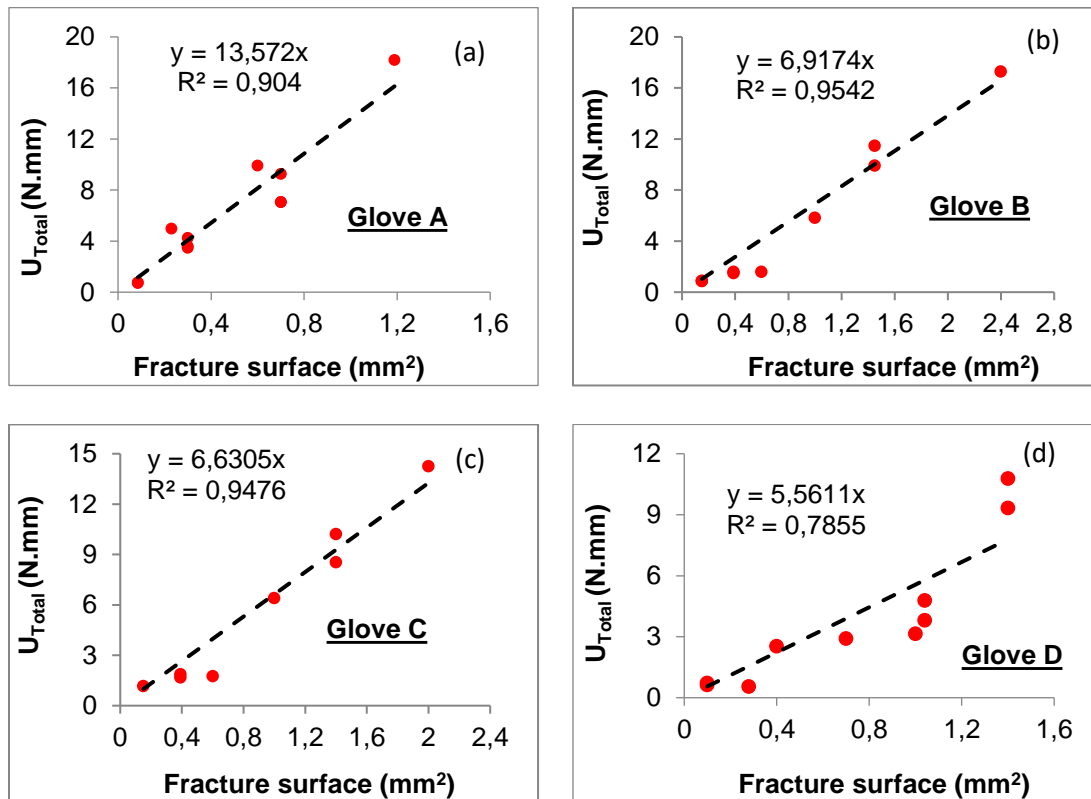 (a)
y = 13,572x
R² = 0,904
20
16
12
8
4
0
U_Total (N.mm)
Glove A
0 0,4 0,8 1,2 1,6
Fracture surface (mm²)
(b)
y = 6,9174x
R² = 0,9542
20
16
12
8
4
0
U_Total (N.mm)
Glove B
0 0,4 0,8 1,2 1,6 2 2,4 2,8
Fracture surface (mm²)
(c)
y = 6,6305x
R² = 0,9476
15
12
9
6
3
0
U_Total (N.mm)
Glove C
0 0,4 0,8 1,2 1,6 2 2,4
Fracture surface (mm²)
(d)
y = 5,5611x
R² = 0,7855
12
9
6
3
0
U_Total (N.mm)
Glove D
0 0,4 0,8 1,2 1,6
Fracture surface (mm²)